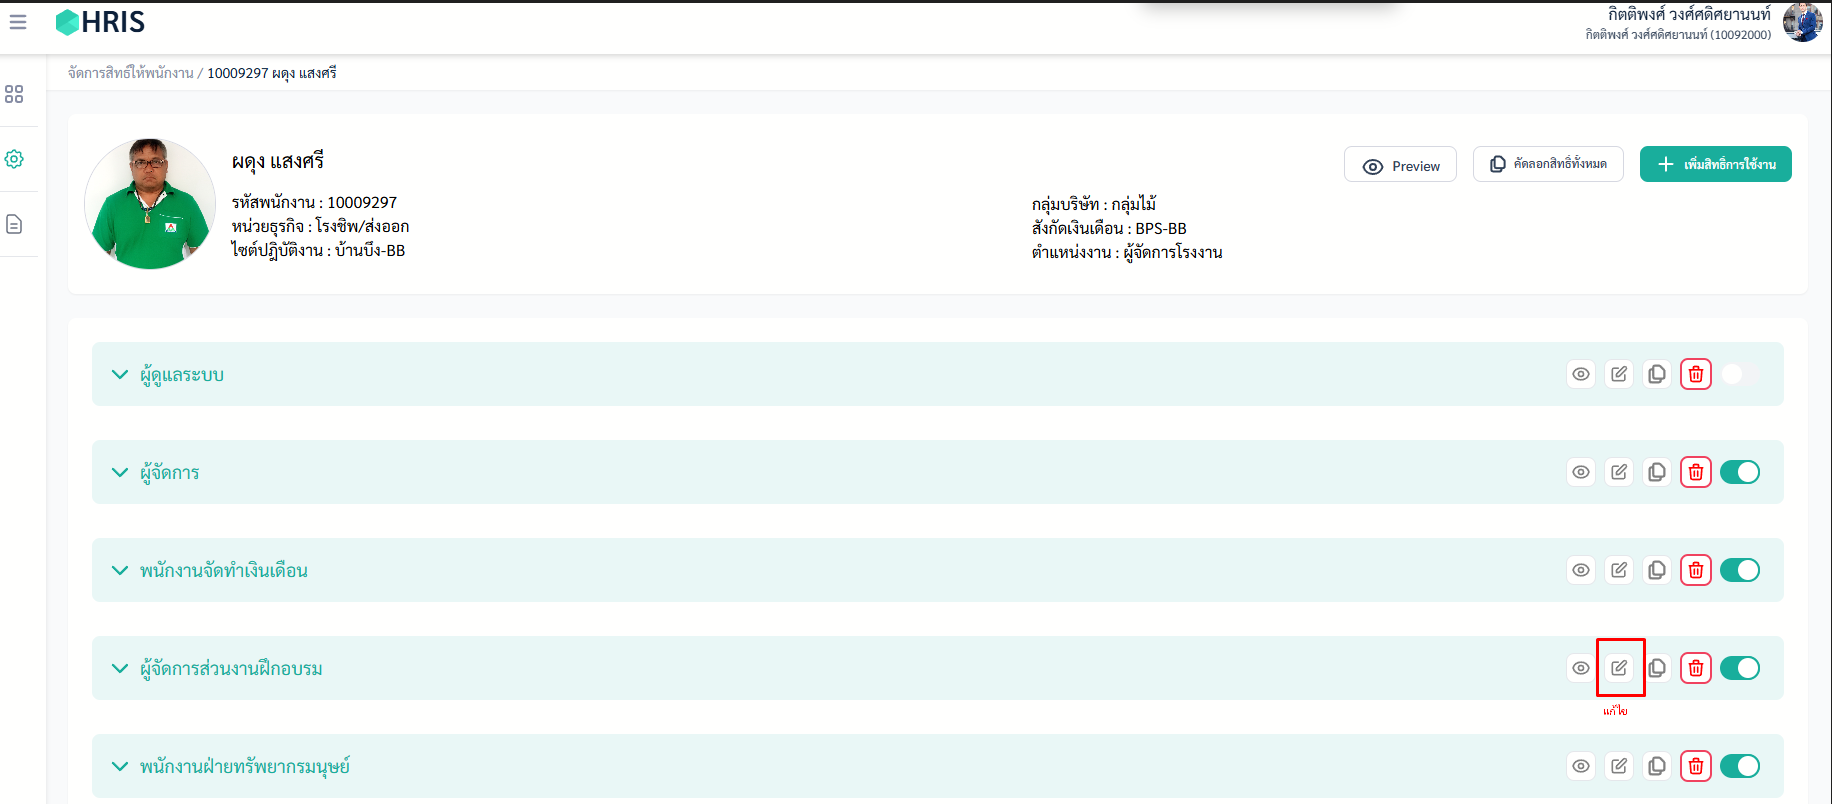 HRIS
กิตติพงศ์ วงศ์ศดิศยานนท์
กิตติพงศ์ วงศ์ศดิศยานนท์ (10092000)
จัดการสิทธิ์ให้พนักงาน / 10009297 ผดุง แสงศรี
ผดุง แสงศรี
Preview
คัดลอกสิทธิ์ทั้งหมด
เพิ่มสิทธิ์การใช้งาน
รหัสพนักงาน : 10009297
หน่วยธุรกิจ : โรงชิพ/ส่งออก
ไซต์ปฎิบัติงาน : บ้านบึง-BB
กลุ่มบริษัท : กลุ่มไม้
สังกัดเงินเดือน : BPS-BB
ตำแหน่งงาน : ผู้จัดการโรงงาน
ผู้ดูแลระบบ
ผู้จัดการ
พนักงานจัดทำเงินเดือน
ผู้จัดการส่วนงานฝึกอบรม
แก้ไข
พนักงานฝ่ายทรัพยากรมนุษย์